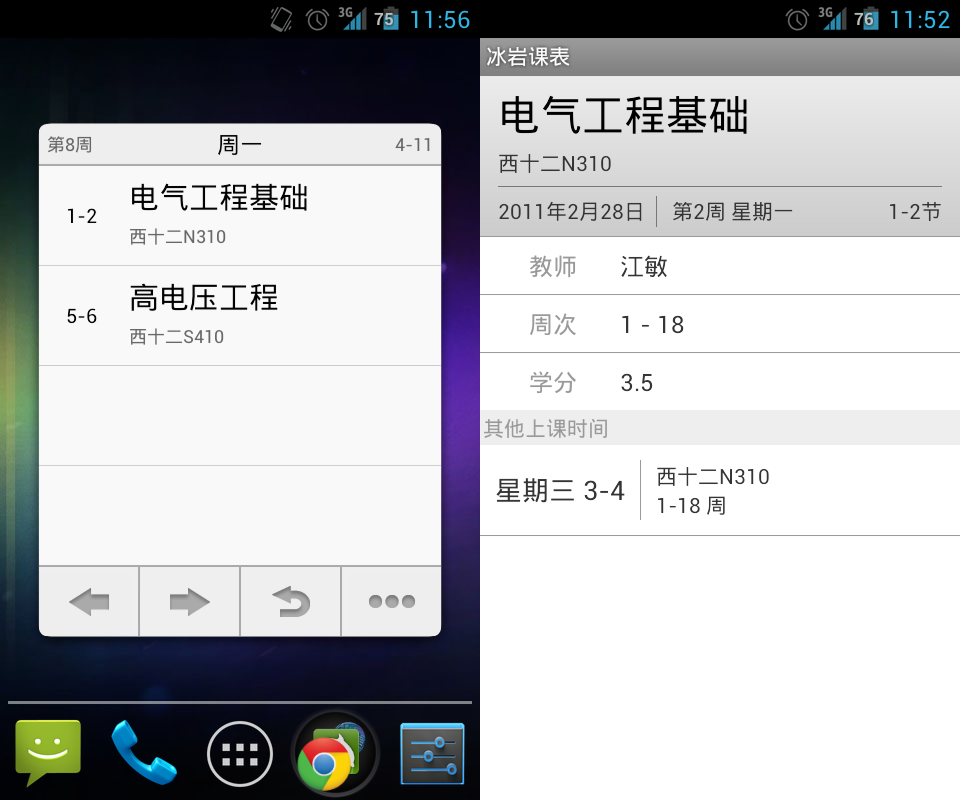 3G 75 11:56
第8周 周一 4-11
1-2 电气工程基础
西十二N310
5-6 高电压工程
西十二S410
3G 76 11:52
冰岩课表
电气工程基础
西十二N310
2011年2月28日 第2周 星期一 1-2节
教师 江敏
周次 1 - 18
学分 3.5
其他上课时间
星期三 3-4
西十二N310
1-18 周